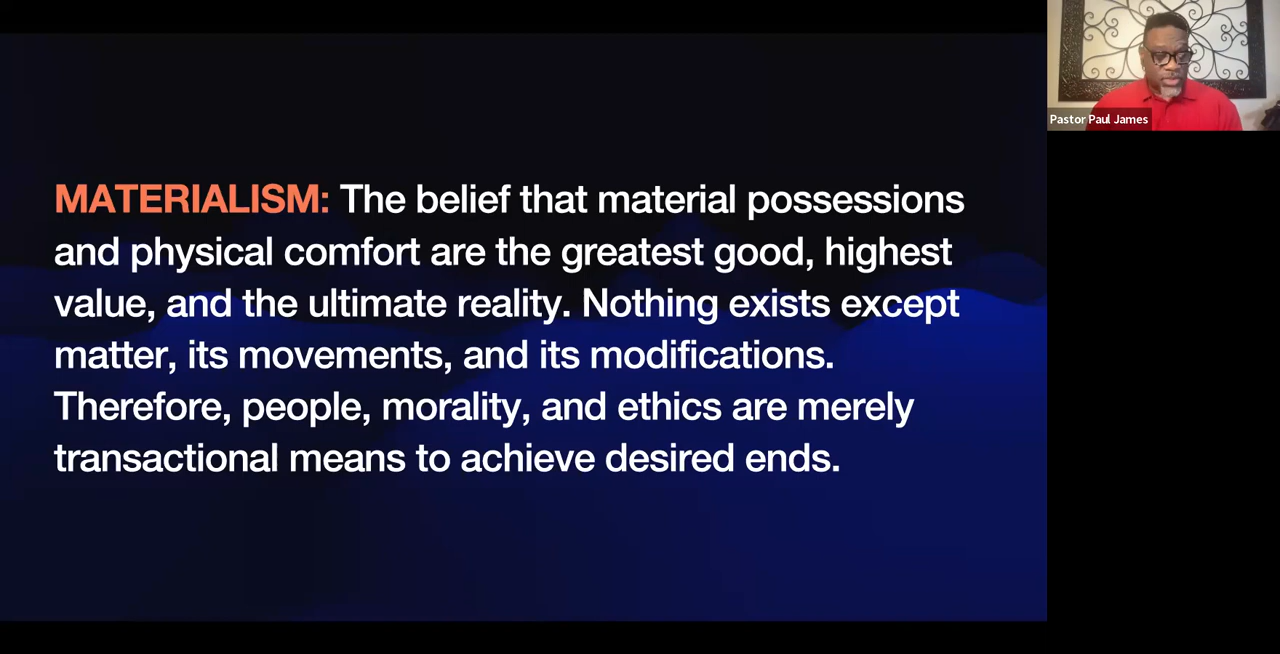 MATERIALISM: The belief that material possessions
and physical comfort are the greatest good, highest
value, and the ultimate reality. Nothing exists except
matter, its movements, and its modifications.
Therefore, people, morality, and ethics are merely
transactional means to achieve desired ends.
Pastor Paul James